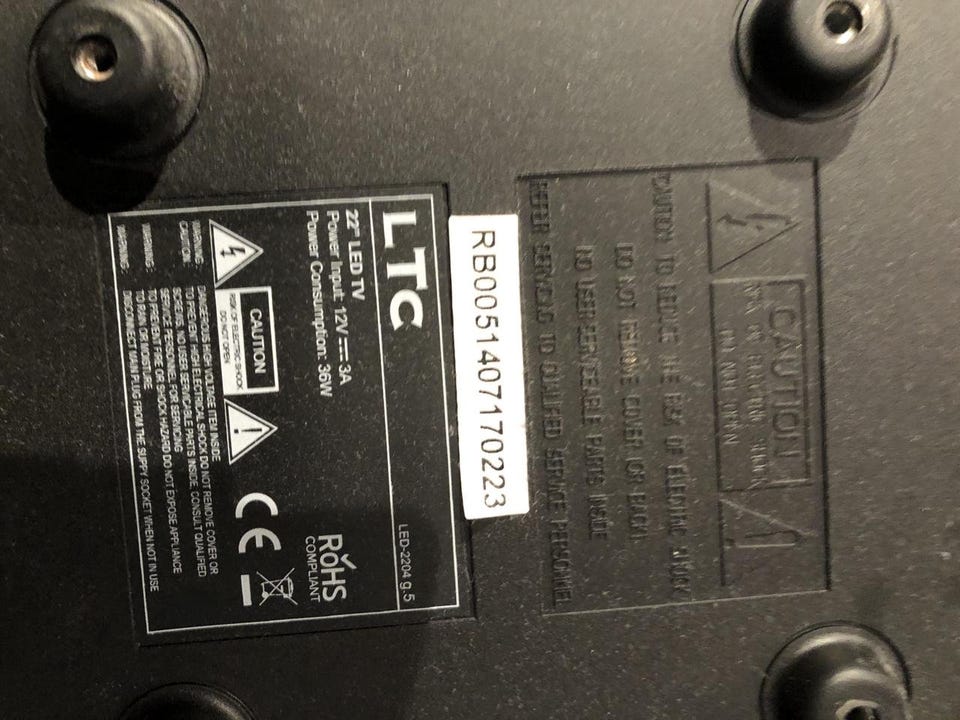 CAUTION
RISK OF ELECTRIC SHOCK
DO NOT OPEN
CAUTION TO REDUCE THE RISK OF ELECTRIC SHOCK
DO NOT REMOVE COVER OR BACK
NO USER PARTS INSIDE
REFER SERVICING TO QUALIFIED SERVICE PERSONNEL
RB0051407170223
LTC
LED-2204 g.5
22" LED TV
Power Input: 12V⎓3A
Power Consumption: 36W
RoHS
COMPLIANT
CAUTION
RISK OF ELECTRIC SHOCK
DO NOT OPEN
CE
WARNING: DANGEROUS HIGH VOLTAGE ITEM INSIDE
CAUTION: TO PREVENT HIGH ELECTRICAL SHOCK DO NOT REMOVE COVER OR
SCREWS, NO USER SERVICABLE PARTS INSIDE, CONSULT QUALIFIED
SERVICE PERSONNEL FOR SERVICING
WARNING: TO PREVENT FIRE OR SHOCK HAZARD DO NOT EXPOSE APPLIANCE
TO RAIN OR MOISTURE
WARNING: DISCONNECT MAIN PLUG FROM THE SUPPLY SOCKET WHEN NOT IN USE